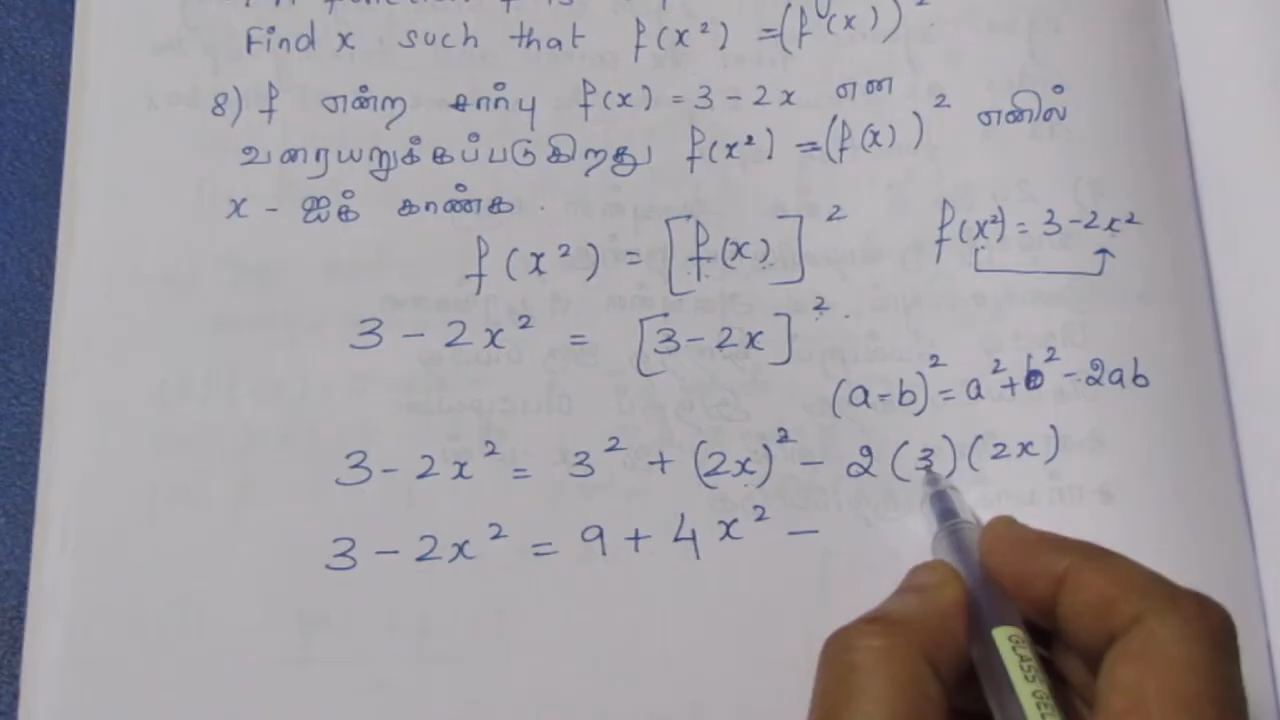 Find x such that f(x²) = (f(x))²
8) f என்ற சார்பு f(x) = 3 - 2x என
வரையறுக்கப்படுகிறது f(x²) = (f(x))² எனில்
x - ஐக் காண்க.
f(x²) = [f(x)]²
f(x²) = 3 - 2x²
3 - 2x² = [3 - 2x]².
(a - b)² = a² + b² - 2ab
3 - 2x² = 3² + (2x)² - 2(3)(2x)
3 - 2x² = 9 + 4x² -
GLASS GEL